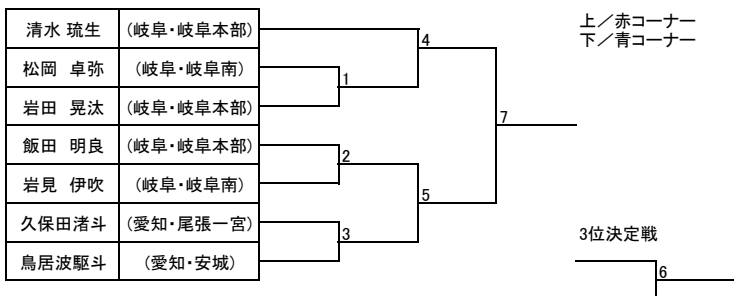 清水 琉生 (岐阜・岐阜本部)
松岡 卓弥 (岐阜・岐阜南)
岩田 晃汰 (岐阜・岐阜本部)
飯田 明良 (岐阜・岐阜本部)
岩見 伊吹 (岐阜・岐阜南)
久保田渚斗 (愛知・尾張一宮)
鳥居波駆斗 (愛知・安城)
4
1
7
2
5
3
上／赤コーナー
下／青コーナー
3位決定戦
6